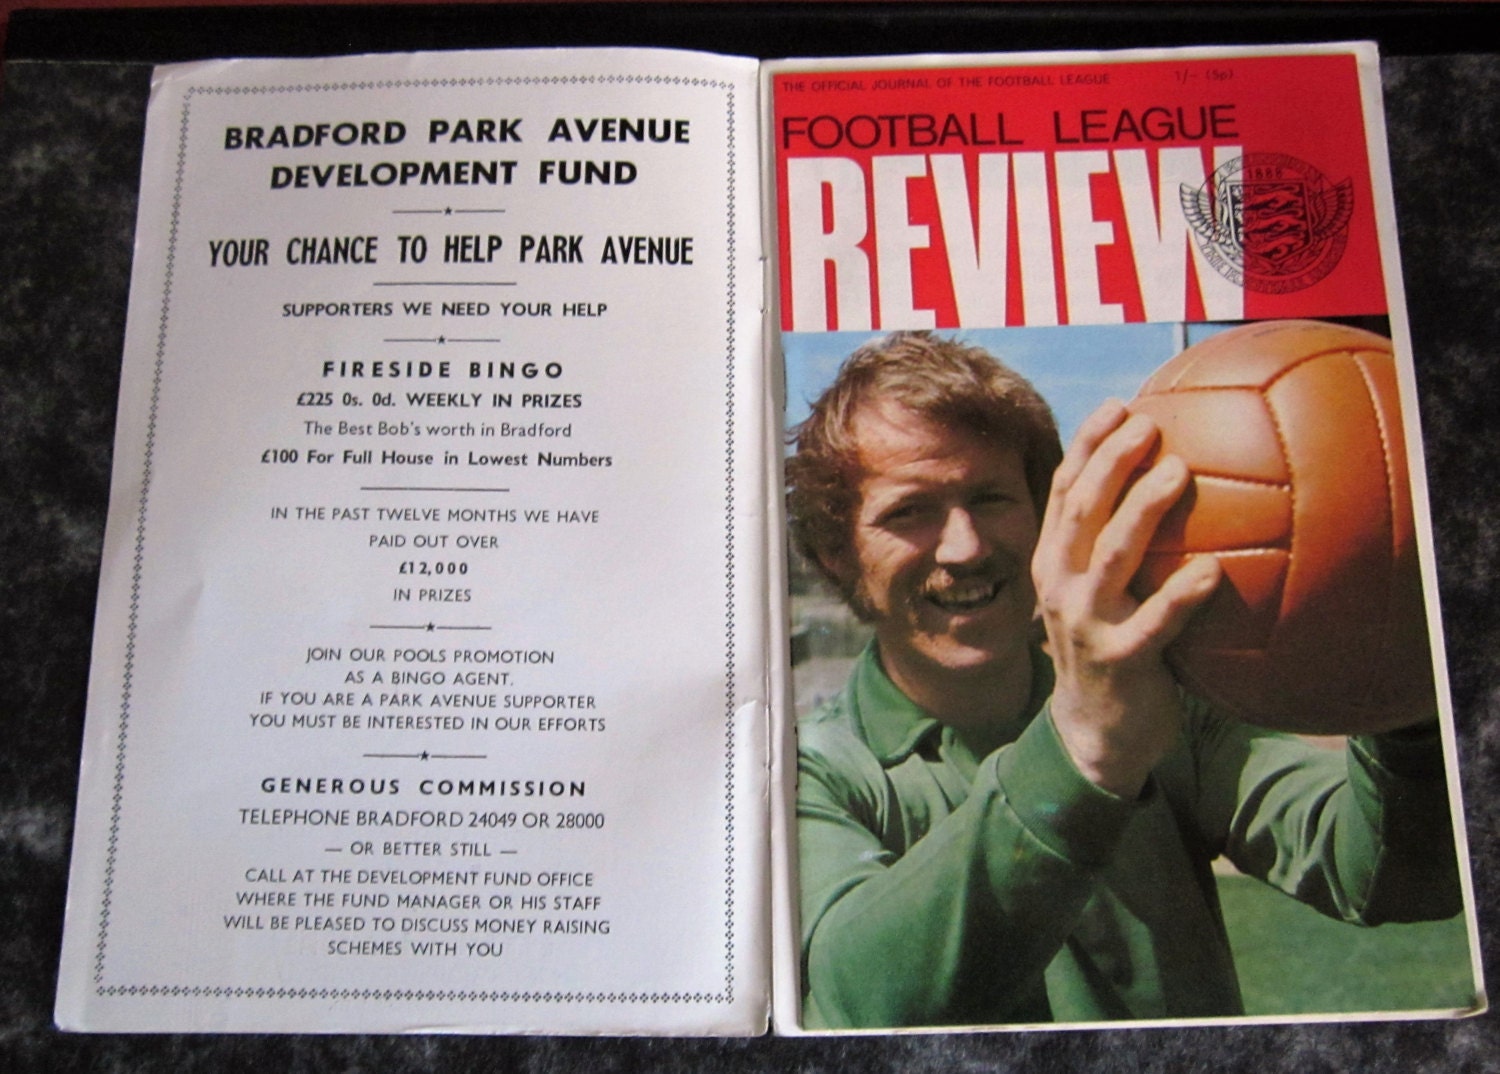 BRADFORD PARK AVENUE
DEVELOPMENT FUND
YOUR CHANCE TO HELP PARK AVENUE
SUPPORTERS WE NEED YOUR HELP
FIRESIDE BINGO
£225 0s. 0d. WEEKLY IN PRIZES
The Best Bob's worth in Bradford
£100 For Full House in Lowest Numbers
IN THE PAST TWELVE MONTHS WE HAVE
PAID OUT OVER
£12,000
IN PRIZES
JOIN OUR POOLS PROMOTION
AS A BINGO AGENT.
IF YOU ARE A PARK AVENUE SUPPORTER
YOU MUST BE INTERESTED IN OUR EFFORTS
GENEROUS COMMISSION
TELEPHONE BRADFORD 24049 OR 28000
— OR BETTER STILL —
CALL AT THE DEVELOPMENT FUND OFFICE
WHERE THE FUND MANAGER OR HIS STAFF
WILL BE PLEASED TO DISCUSS MONEY RAISING
SCHEMES WITH YOU
THE OFFICIAL JOURNAL OF THE FOOTBALL LEAGUE 1/- (5p)
FOOTBALL LEAGUE
REVIEW
1888